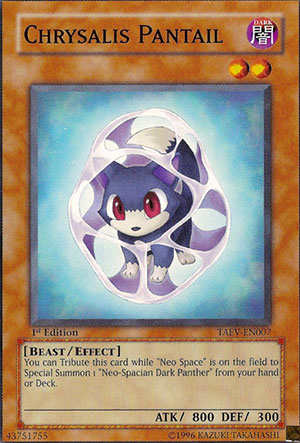 CHRYSALIS PANTAIL
DARK
闇
1st Edition
TAEV-EN007
[BEAST/EFFECT]
You can Tribute this card while "Neo Space" is on the field to
Special Summon 1 "Neo-Spacian Dark Panther" from your hand
or Deck.
ATK/ 800 DEF/ 300
43751755
©1996 KAZUKI TAKAHASHI